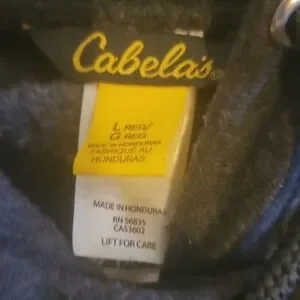 Cabela's®
L REG/
G REG
MADE IN HONDURAS
FABRIQUÉ AU
HONDURAS
MADE IN HONDURAS
RN 56835
CA53602
LIFT FOR CARE